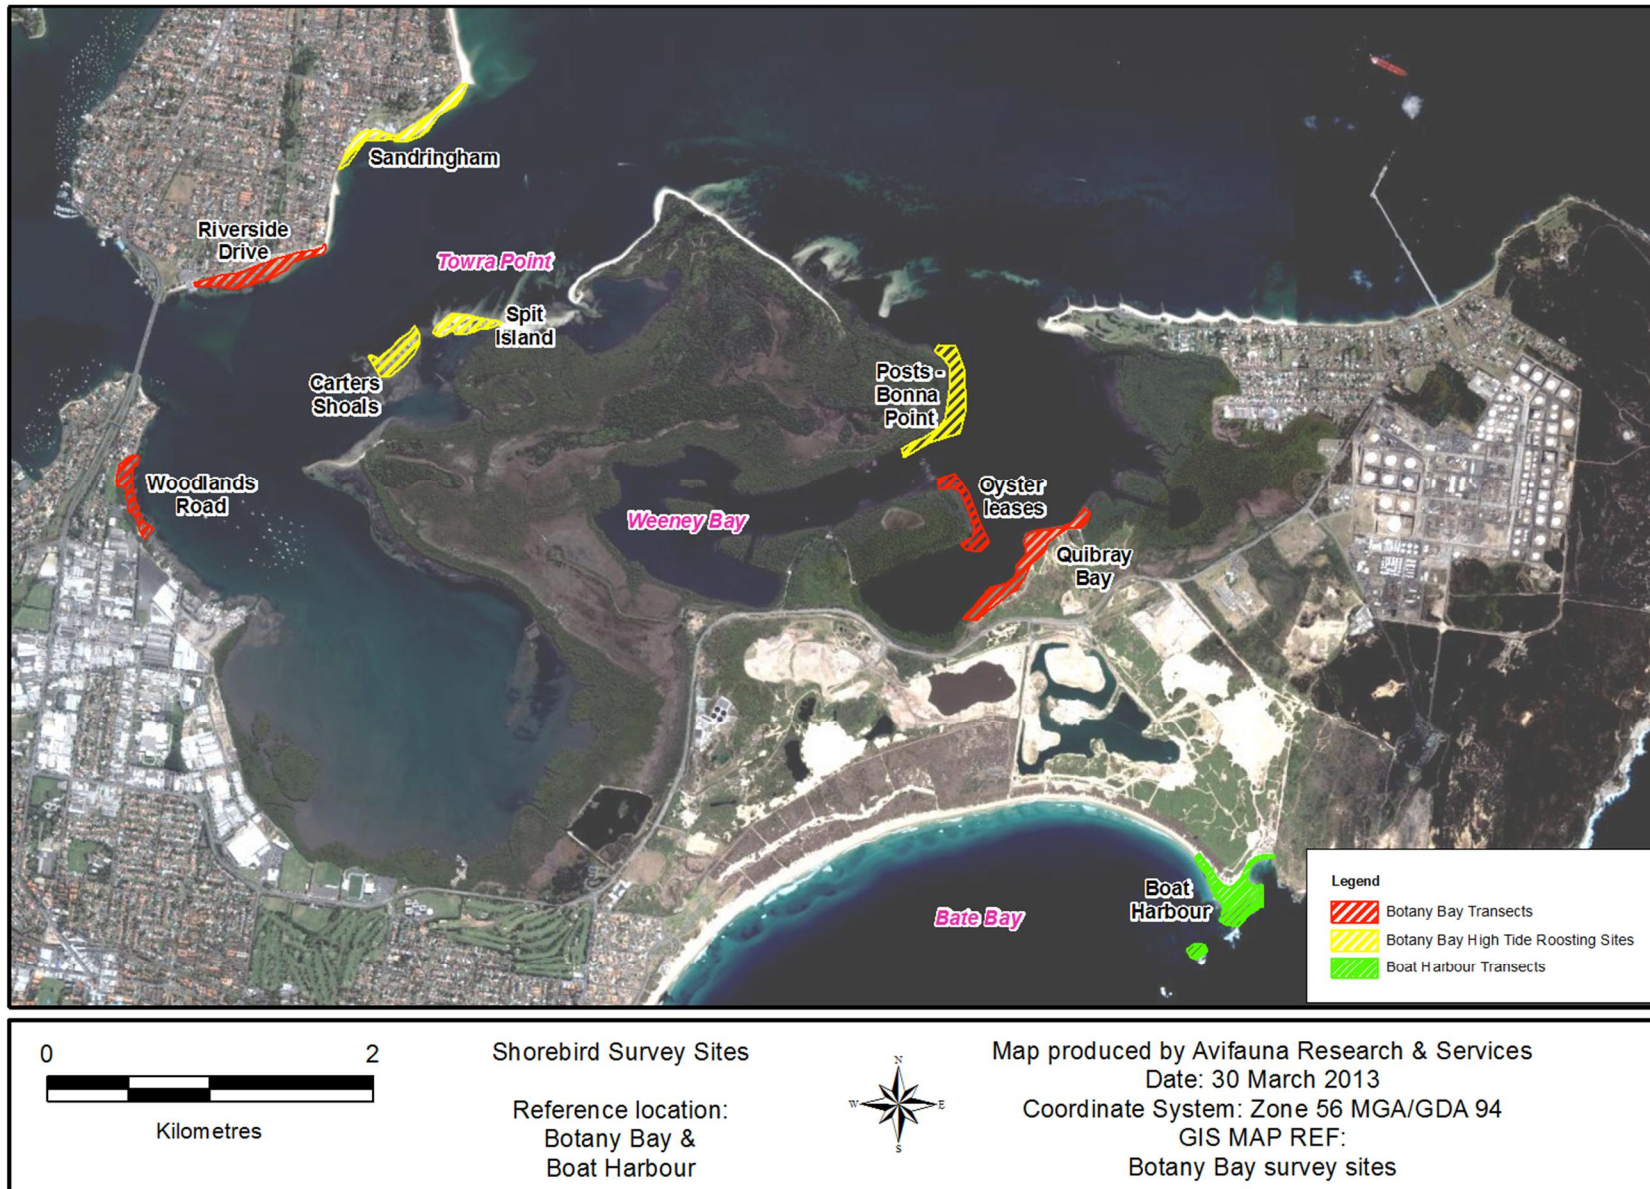 Sandringham
Riverside
Drive
Towra Point
Spit
Island
Carters
Shoals
Posts -
Bonna
Point
Woodlands
Road
Oyster
leases
Weeney Bay
Quibray
Bay
Boat
Harbour
Bate Bay
Legend
Botany Bay Transects
Botany Bay High Tide Roosting Sites
Boat Harbour Transects
0 2
Kilometres
Shorebird Survey Sites
Reference location:
Botany Bay &
Boat Harbour
N
W E
S
Map produced by Avifauna Research & Services
Date: 30 March 2013
Coordinate System: Zone 56 MGA/GDA 94
GIS MAP REF:
Botany Bay survey sites